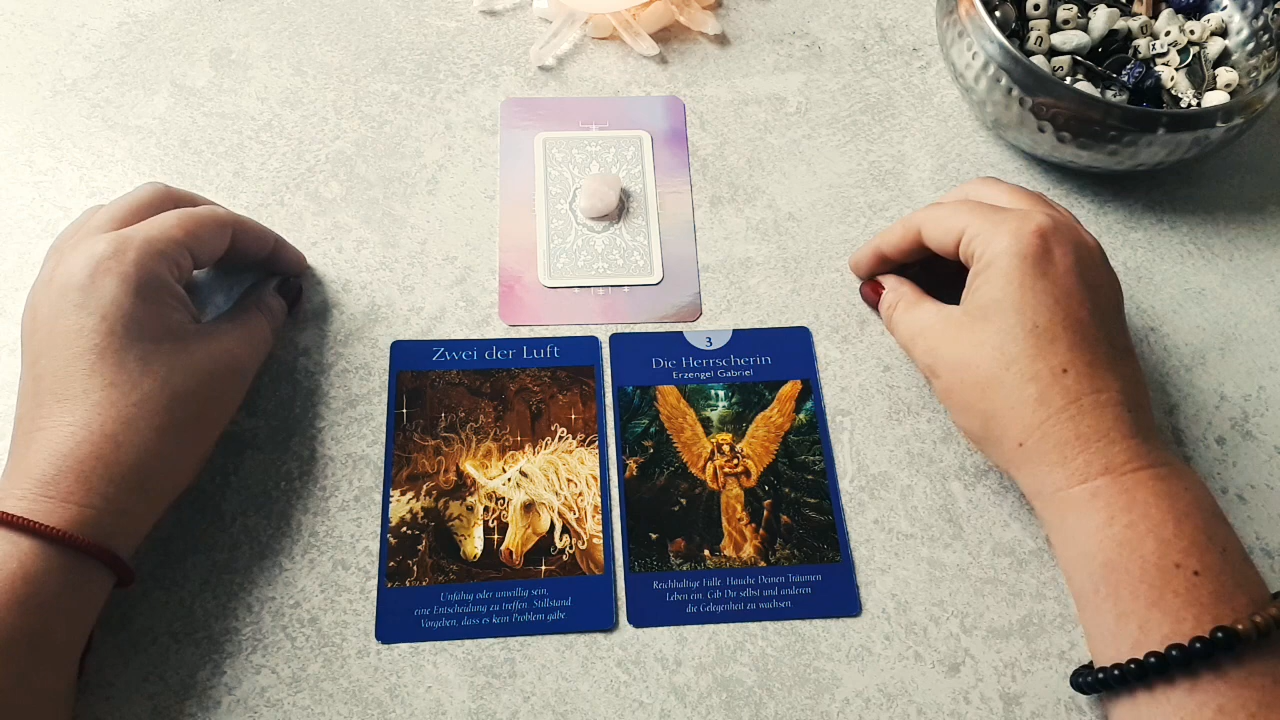 Zwei der Luft
Unfähig oder unwillig sein,
eine Entscheidung zu treffen. Stillstand.
Vorgeben, dass es kein Problem gäbe.
3
Die Herrscherin
Erzengel Gabriel
Reichhaltige Fülle. Hauche Deinen Träumen
Leben ein. Gib Dir selbst und anderen
die Gelegenheit zu wachsen.